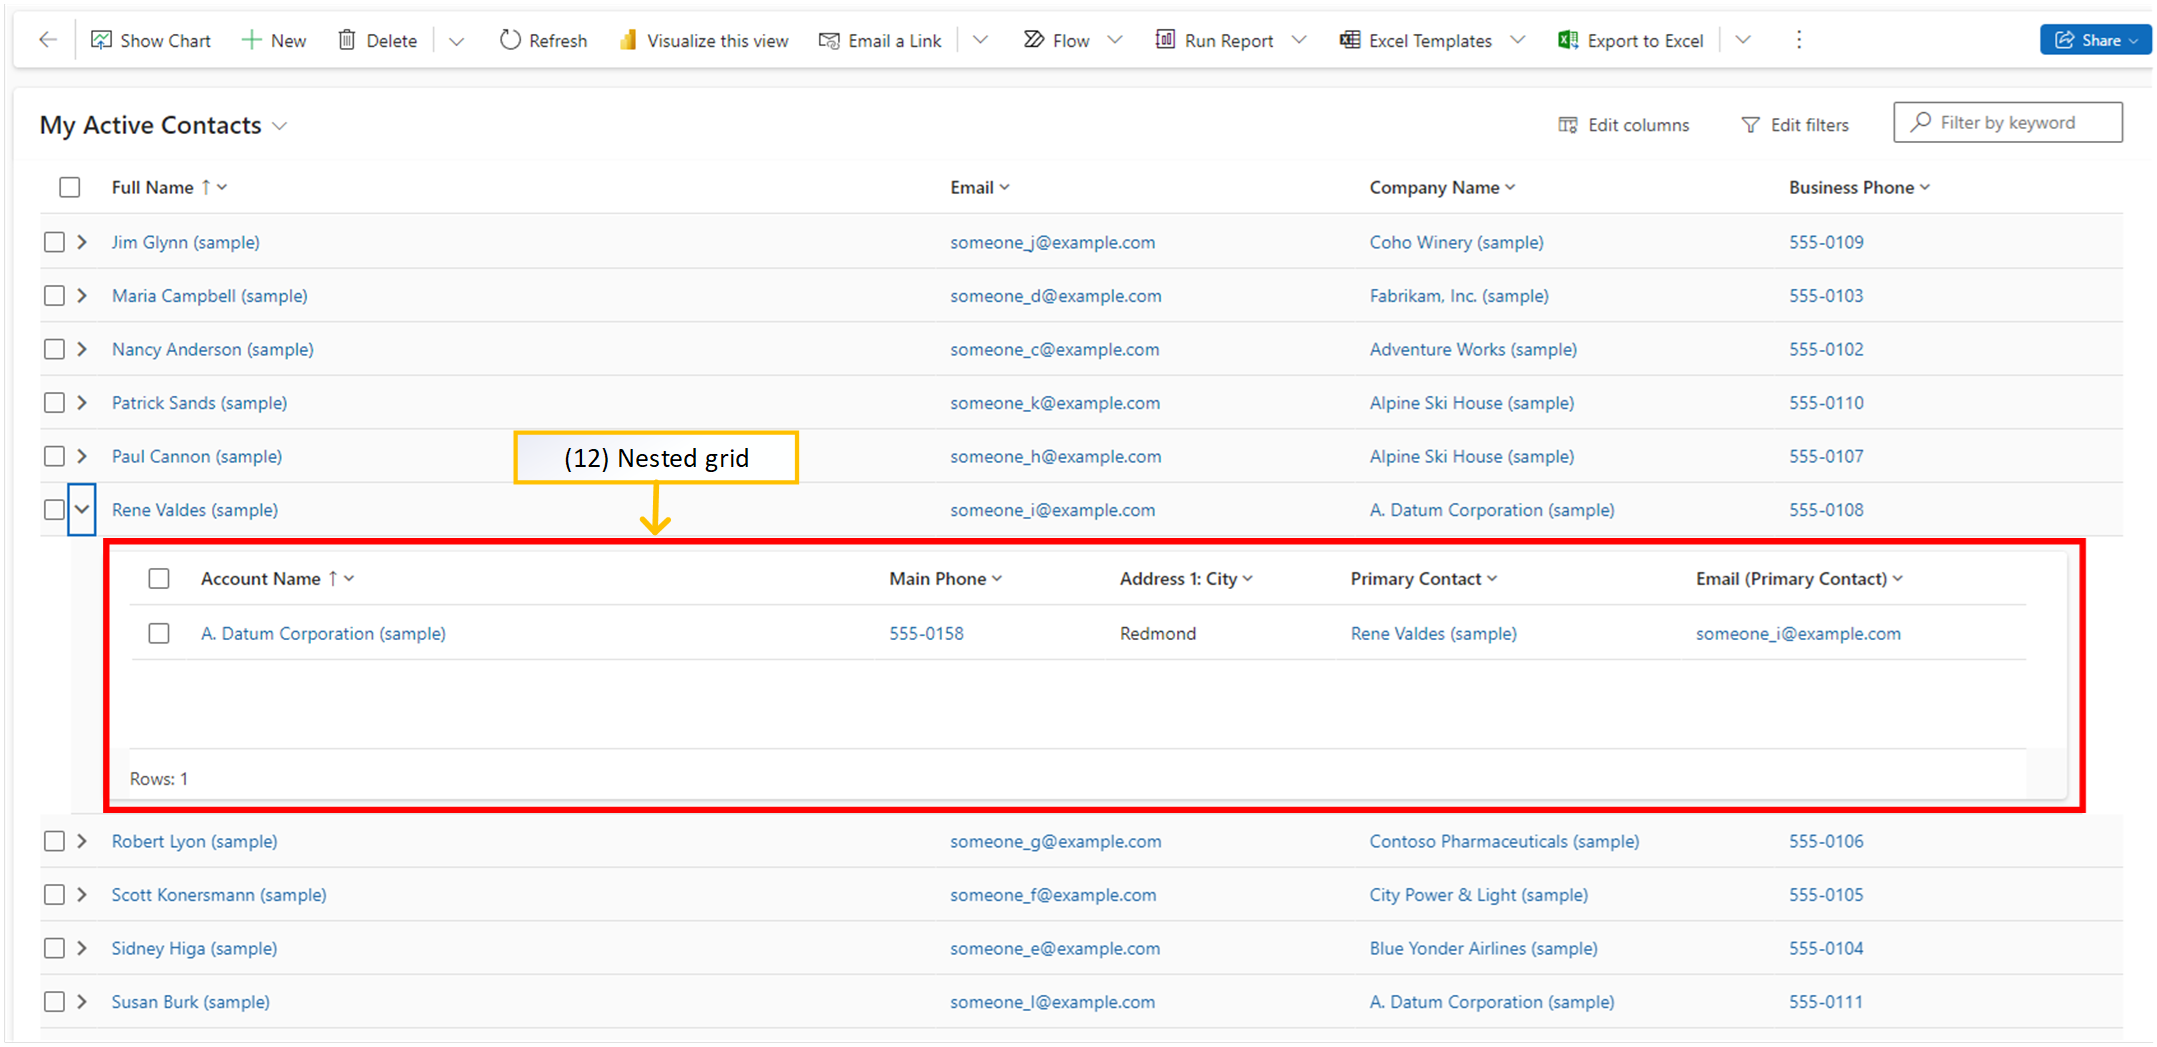 Show Chart New Delete Refresh Visualize this view Email a Link Flow Run Report Excel Templates Export to Excel Share
My Active Contacts Edit columns Edit filters Filter by keyword
Full Name Email Company Name Business Phone
Jim Glynn (sample) someone_j@example.com Coho Winery (sample) 555-0109
Maria Campbell (sample) someone_d@example.com Fabrikam, Inc. (sample) 555-0103
Nancy Anderson (sample) someone_c@example.com Adventure Works (sample) 555-0102
Patrick Sands (sample) someone_k@example.com Alpine Ski House (sample) 555-0110
Paul Cannon (sample) (12) Nested grid someone_h@example.com Alpine Ski House (sample) 555-0107
Rene Valdes (sample) someone_i@example.com A. Datum Corporation (sample) 555-0108
Account Name Main Phone Address 1: City Primary Contact Email (Primary Contact)
A. Datum Corporation (sample) 555-0158 Redmond Rene Valdes (sample) someone_i@example.com
Rows: 1
Robert Lyon (sample) someone_g@example.com Contoso Pharmaceuticals (sample) 555-0106
Scott Konersmann (sample) someone_f@example.com City Power & Light (sample) 555-0105
Sidney Higa (sample) someone_e@example.com Blue Yonder Airlines (sample) 555-0104
Susan Burk (sample) someone_l@example.com A. Datum Corporation (sample) 555-0111